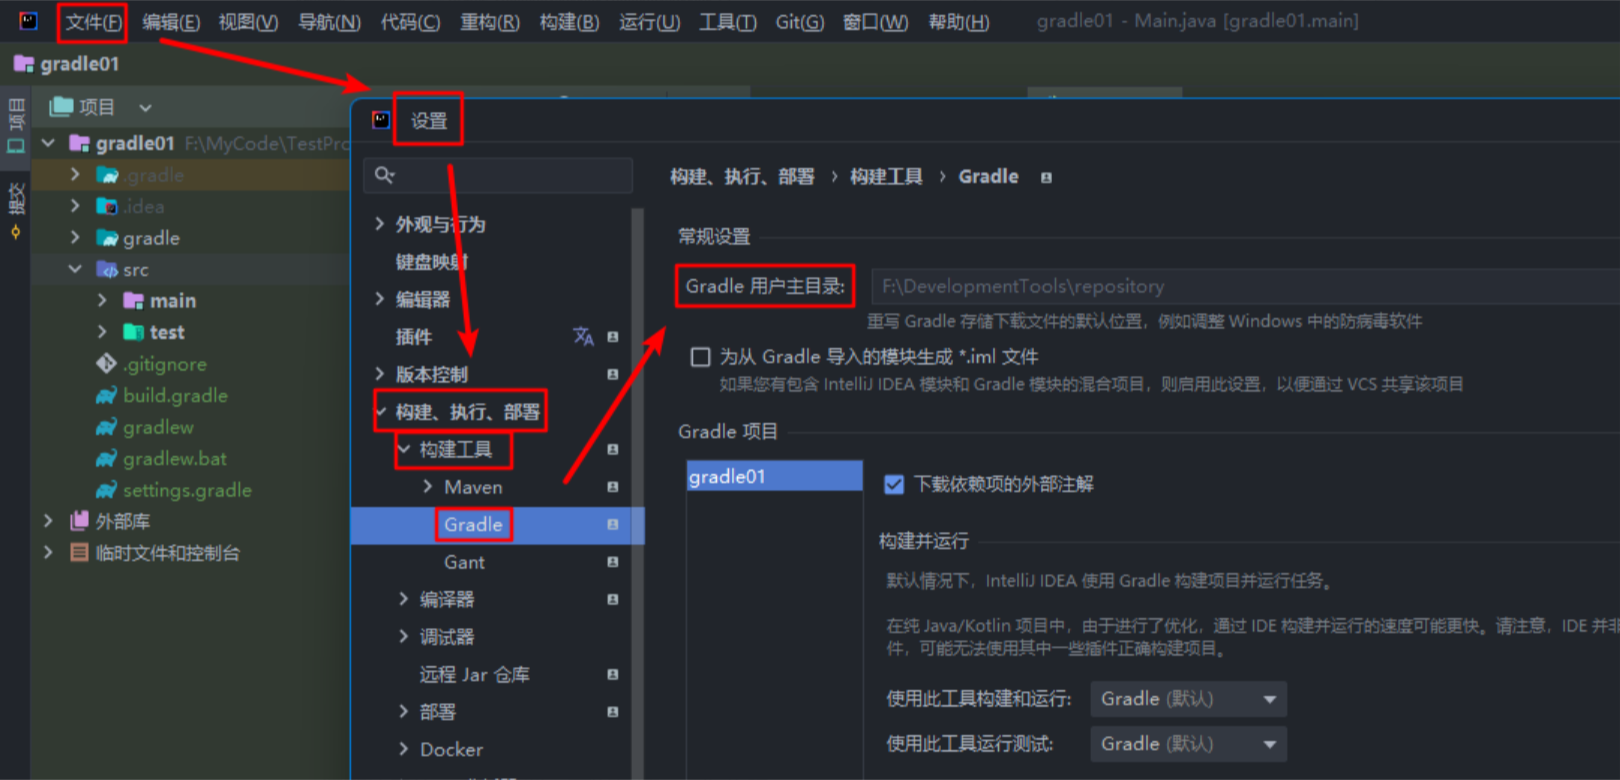 文件(F) 编辑(E) 视图(V) 导航(N) 代码(C) 重构(R) 构建(B) 运行(U) 工具(T) Git(G) 窗口(W) 帮助(H) gradle01 - Main.java [gradle01.main]
gradle01
项目
项目
提交
gradle01 F:\MyCode\TestPro
.gradle
.idea
gradle
src
main
test
.gitignore
build.gradle
gradlew
gradlew.bat
settings.gradle
外部库
临时文件和控制台
设置
外观与行为
键盘映射
编辑器
插件
版本控制
构建、执行、部署
构建工具
Maven
Gradle
Gant
编译器
调试器
远程 Jar 仓库
部署
Docker
构建、执行、部署 › 构建工具 › Gradle
常规设置
Gradle 用户主目录: F:\DevelopmentTools\repository
重写 Gradle 存储下载文件的默认位置，例如调整 Windows 中的防病毒软件
为从 Gradle 导入的模块生成 *.iml 文件
如果您有包含 IntelliJ IDEA 模块和 Gradle 模块的混合项目，则启用此设置，以便通过 VCS 共享该项目
Gradle 项目
gradle01
下载依赖项的外部注解
构建并运行
默认情况下，IntelliJ IDEA 使用 Gradle 构建项目并运行任务。
在纯 Java/Kotlin 项目中，由于进行了优化，通过 IDE 构建并运行的速度可能更快。请注意，IDE 并非
件，可能无法使用其中一些插件正确构建项目。
使用此工具构建和运行: Gradle (默认)
使用此工具运行测试: Gradle (默认)